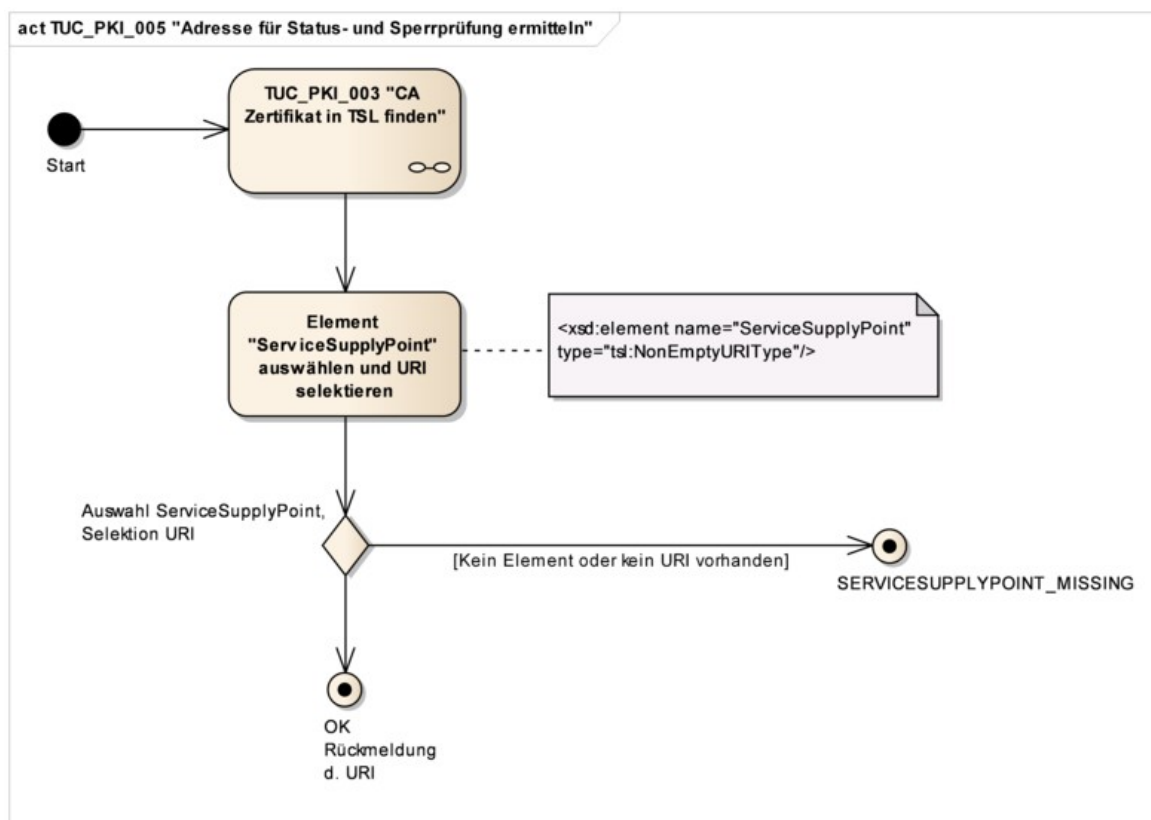 act TUC_PKI_005 "Adresse für Status- und Sperrprüfung ermitteln"
TUC_PKI_003 "CA
Zertifikat in TSL finden"
Start
Element
"ServiceSupplyPoint"
auswählen und URI
selektieren
<xsd:element name="ServiceSupplyPoint"
type="tsl:NonEmptyURIType"/>
Auswahl ServiceSupplyPoint,
Selektion URI
[Kein Element oder kein URI vorhanden]
SERVICESUPPLYPOINT_MISSING
OK
Rückmeldung
d. URI